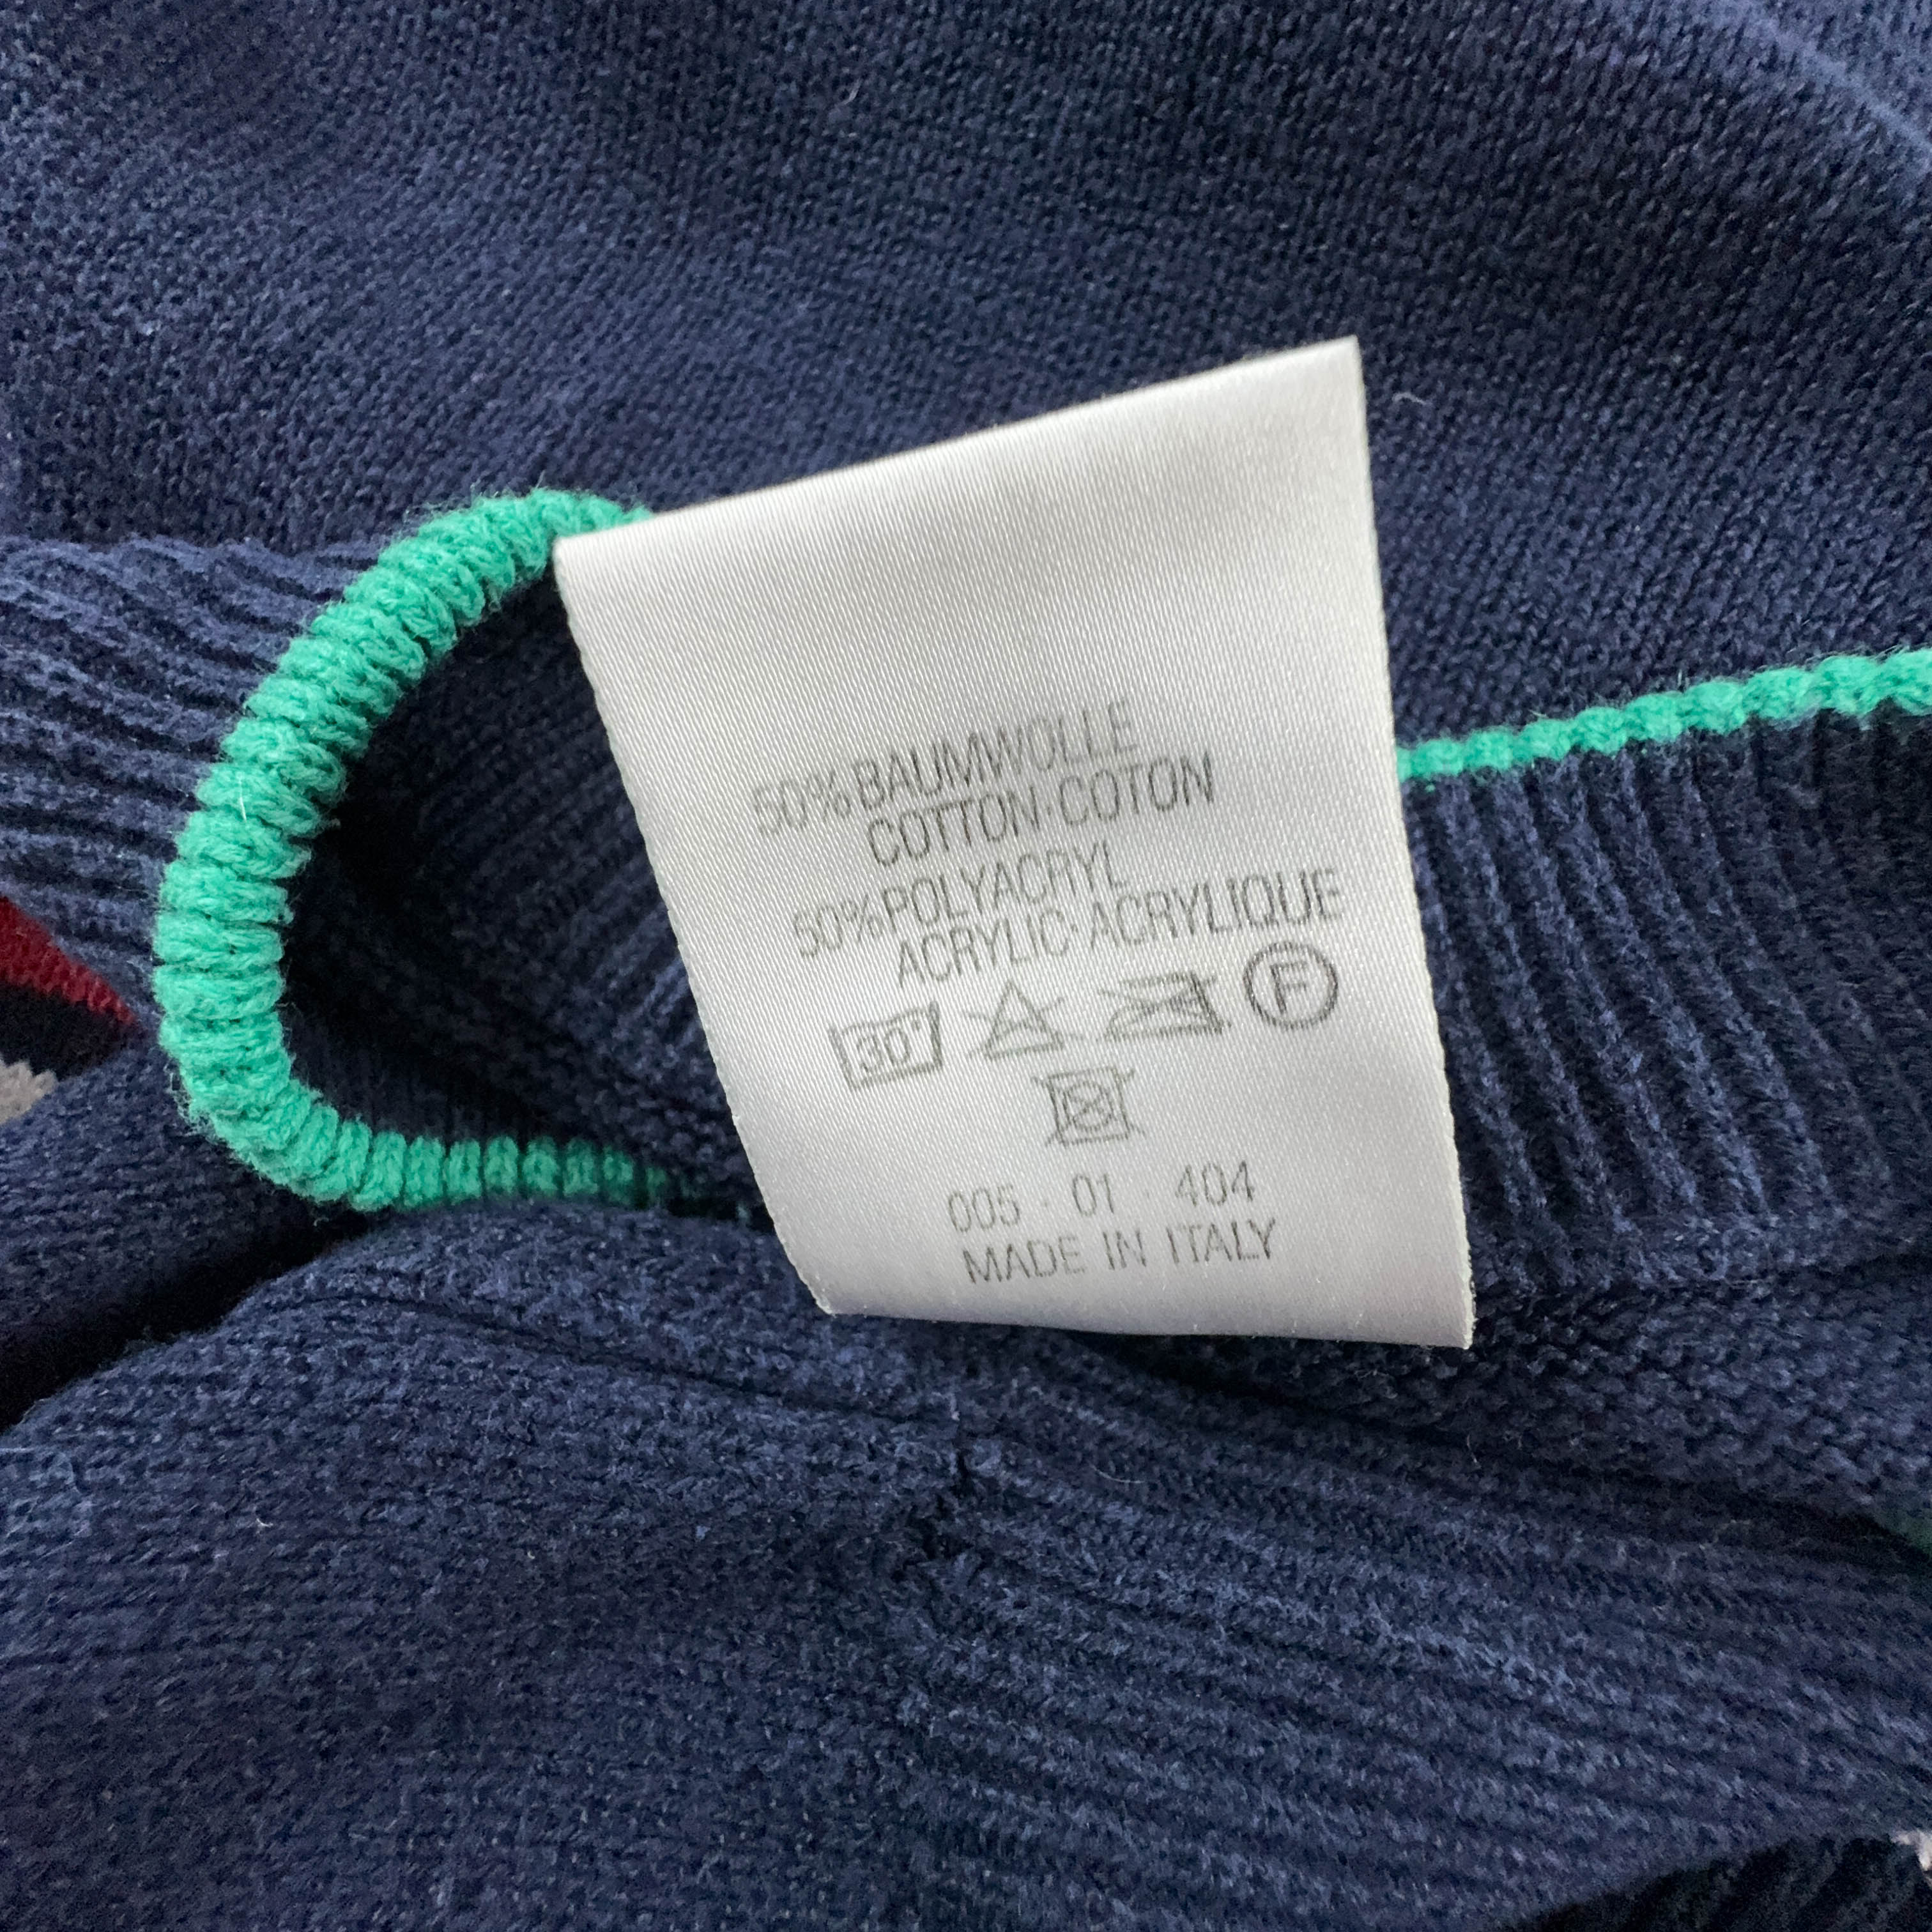 50% BAUMWOLLE
COTTON·COTON
50% POLYACRYL
ACRYLIC·ACRYLIQUE
30° F
005 · 01 · 404
MADE IN ITALY